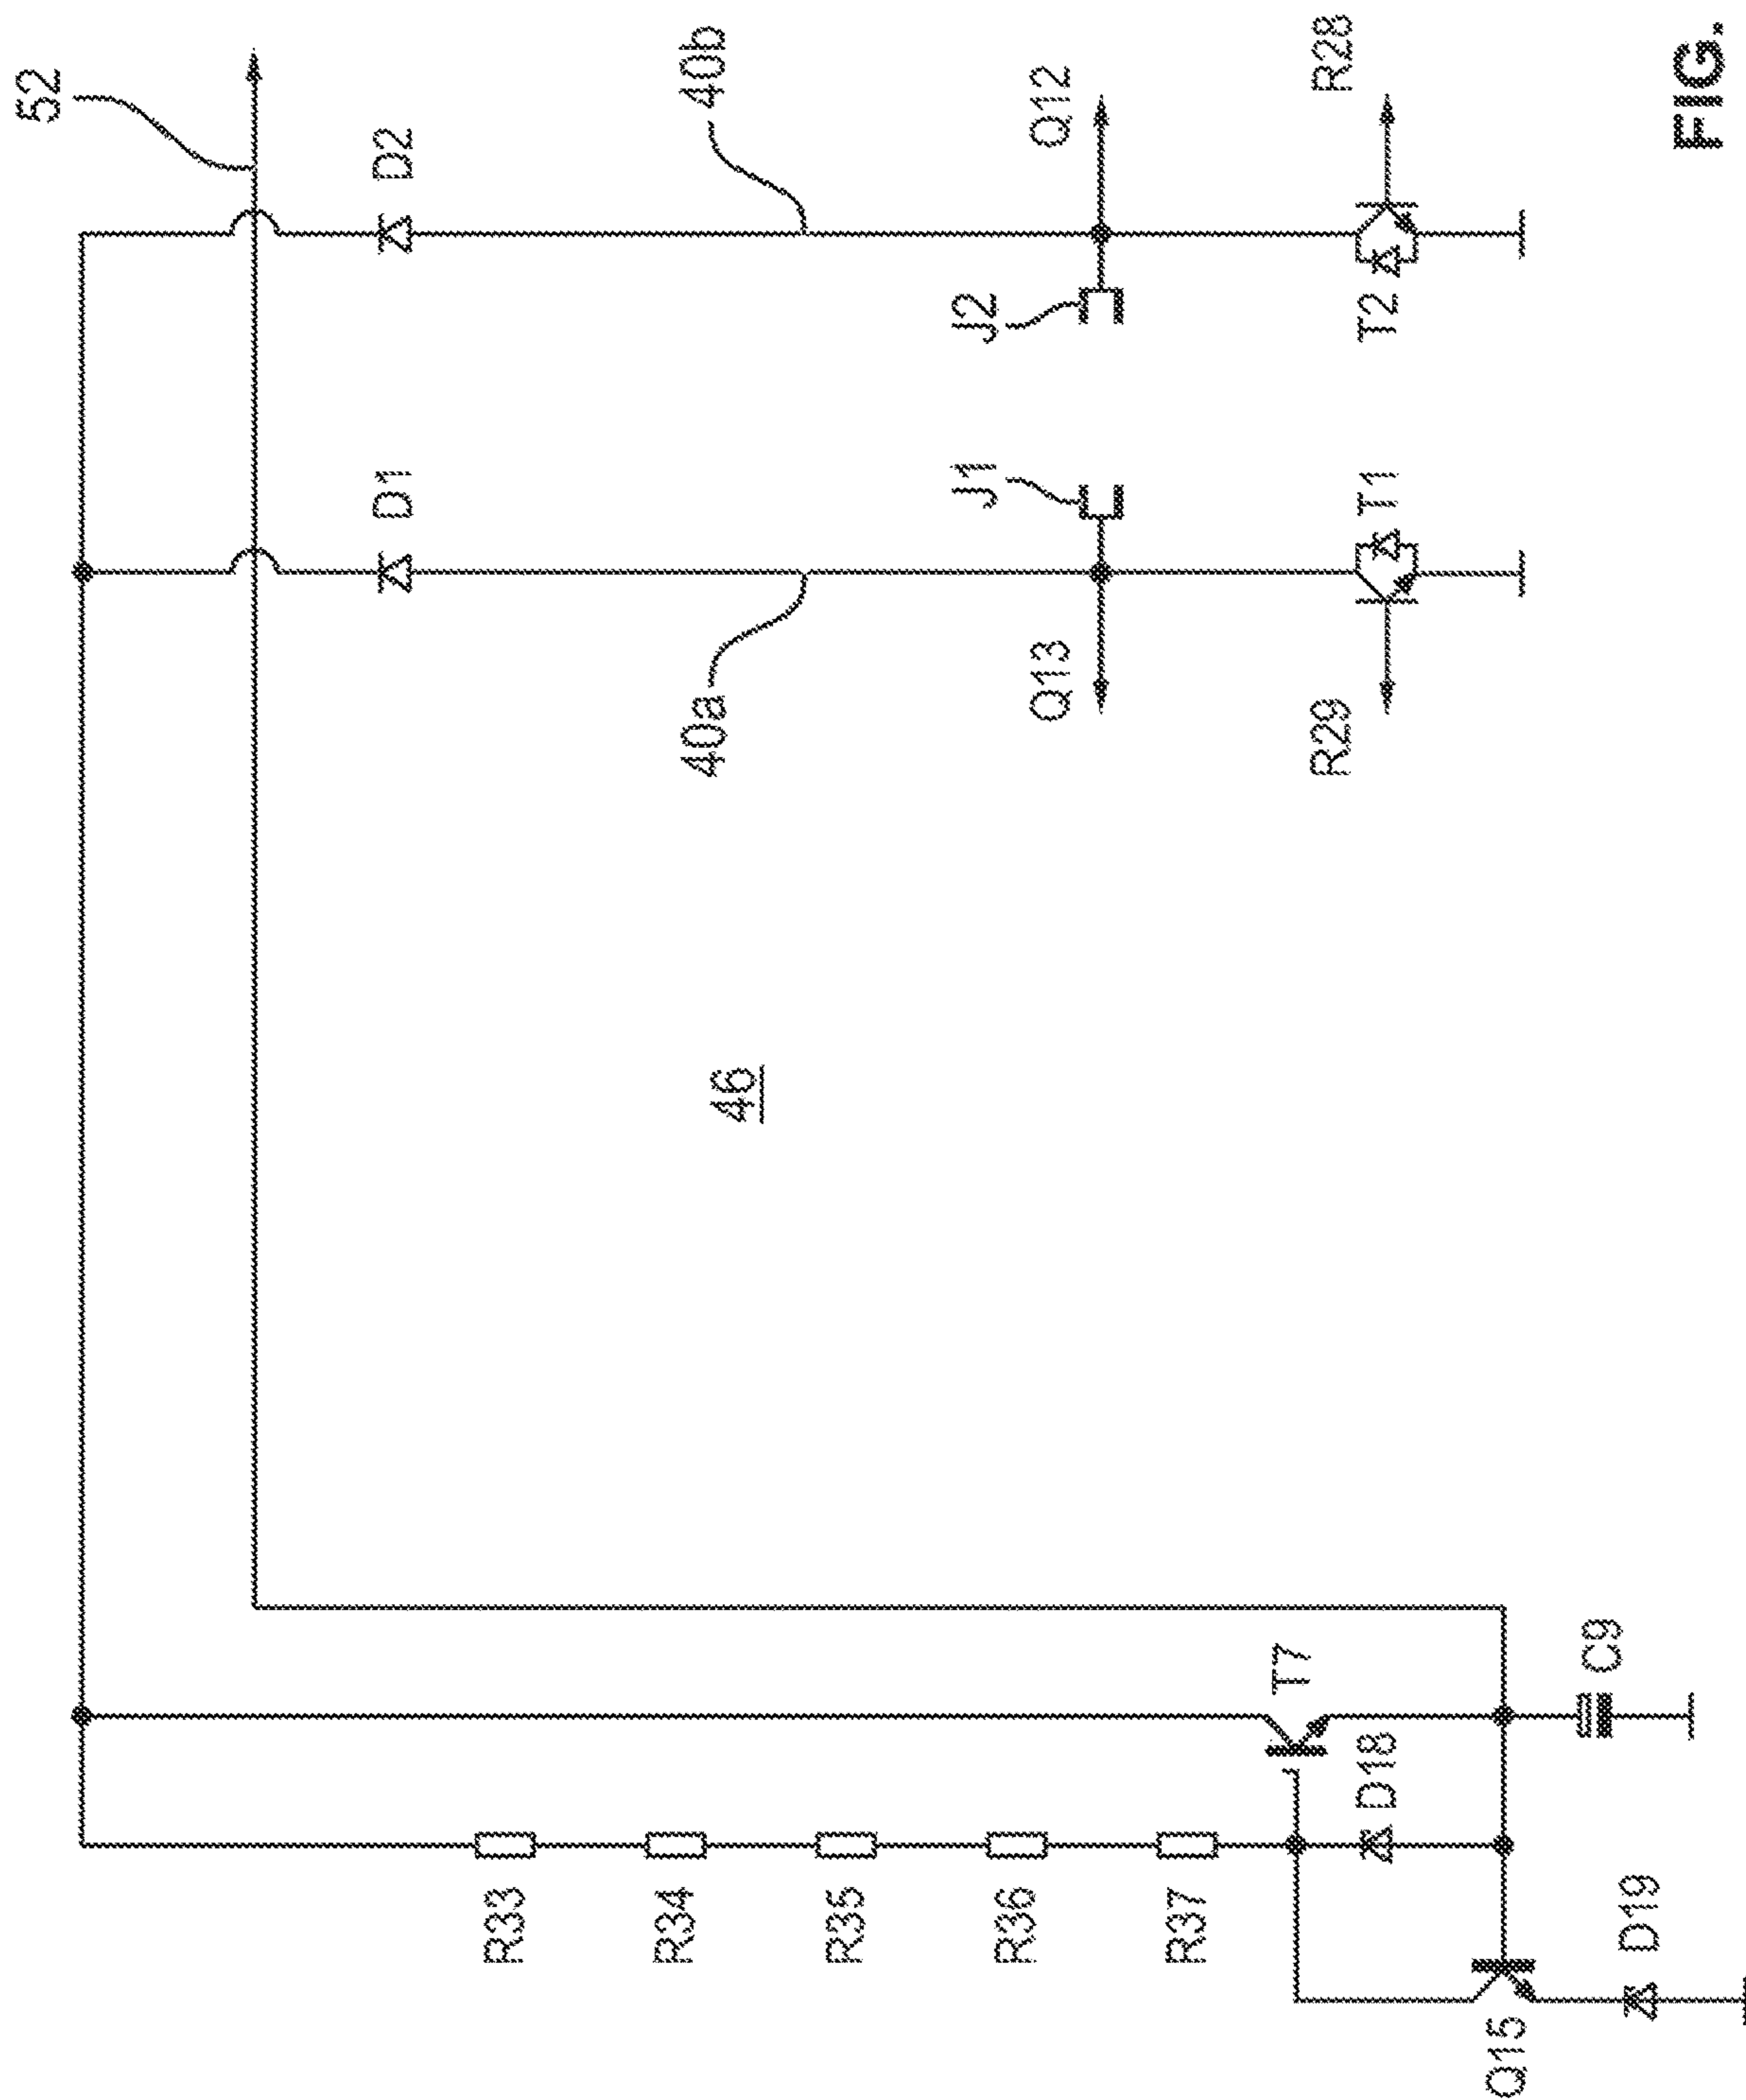 52
D1
D2
R33
R34
40a
40b
46
R35
J1
J2
R36
Q13
Q12
R37
T7
R29
R28
D18
T1
T2
Q15
C9
D19
FIG.